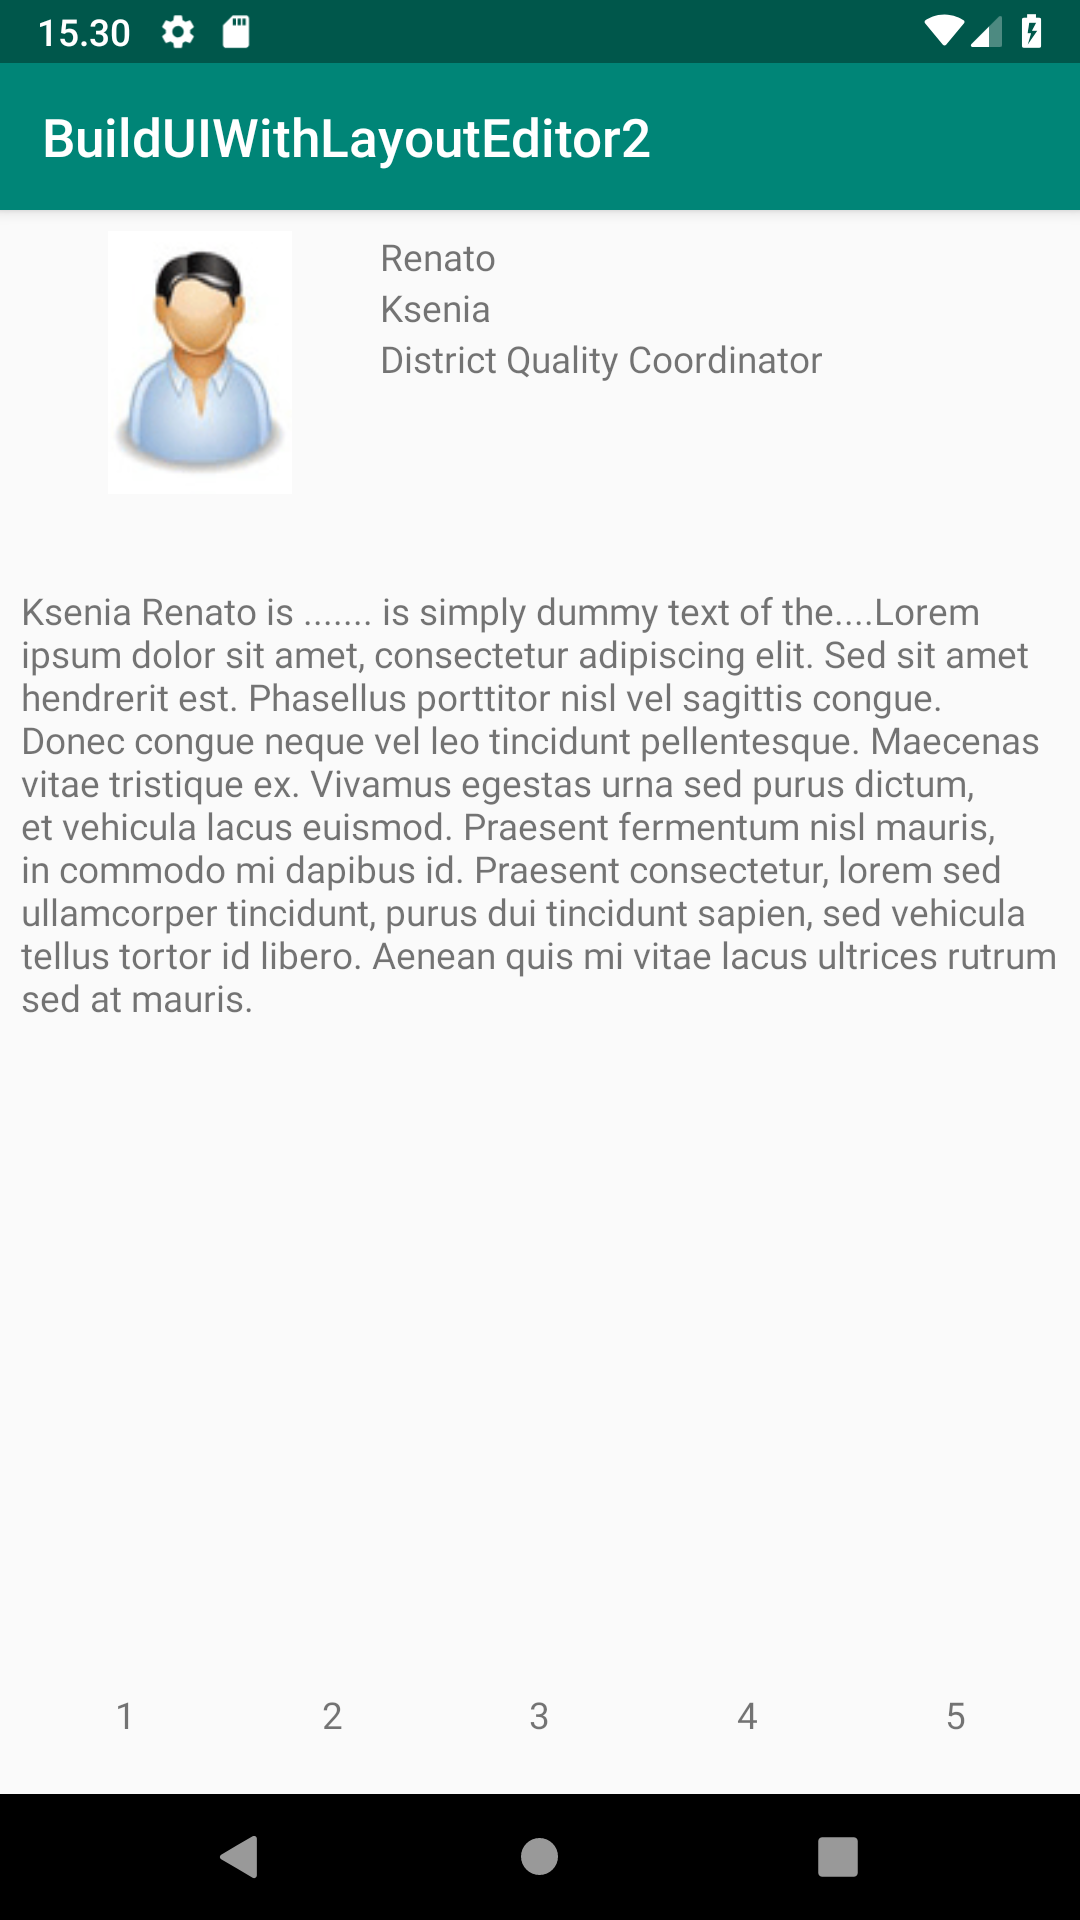 15.30
BuildUIWithLayoutEditor2
Renato
Ksenia
District Quality Coordinator
Ksenia Renato is ....... is simply dummy text of the....Lorem
ipsum dolor sit amet, consectetur adipiscing elit. Sed sit amet
hendrerit est. Phasellus porttitor nisl vel sagittis congue.
Donec congue neque vel leo tincidunt pellentesque. Maecenas
vitae tristique ex. Vivamus egestas urna sed purus dictum,
et vehicula lacus euismod. Praesent fermentum nisl mauris,
in commodo mi dapibus id. Praesent consectetur, lorem sed
ullamcorper tincidunt, purus dui tincidunt sapien, sed vehicula
tellus tortor id libero. Aenean quis mi vitae lacus ultrices rutrum
sed at mauris.
1 2 3 4 5